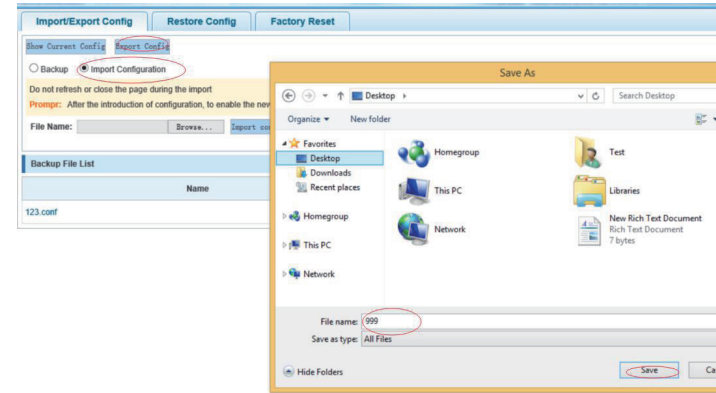 Import/Export Config Restore Config Factory Reset
Show Current Config Export Config
Backup Import Configuration
Do not refresh or close the page during the import
Prompr: After the introduction of configuration, to enable the new
File Name: Browse... Import co
Backup File List
Name
123.conf
Save As
Desktop
Search Desktop
Organize New folder
Favorites
Desktop
Downloads
Recent places
Homegroup
This PC
Network
Homegroup
Test
This PC
Libraries
Network
New Rich Text Document
Rich Text Document
7 bytes
File name: 999
Save as type: All Files
Hide Folders
Save
Ca